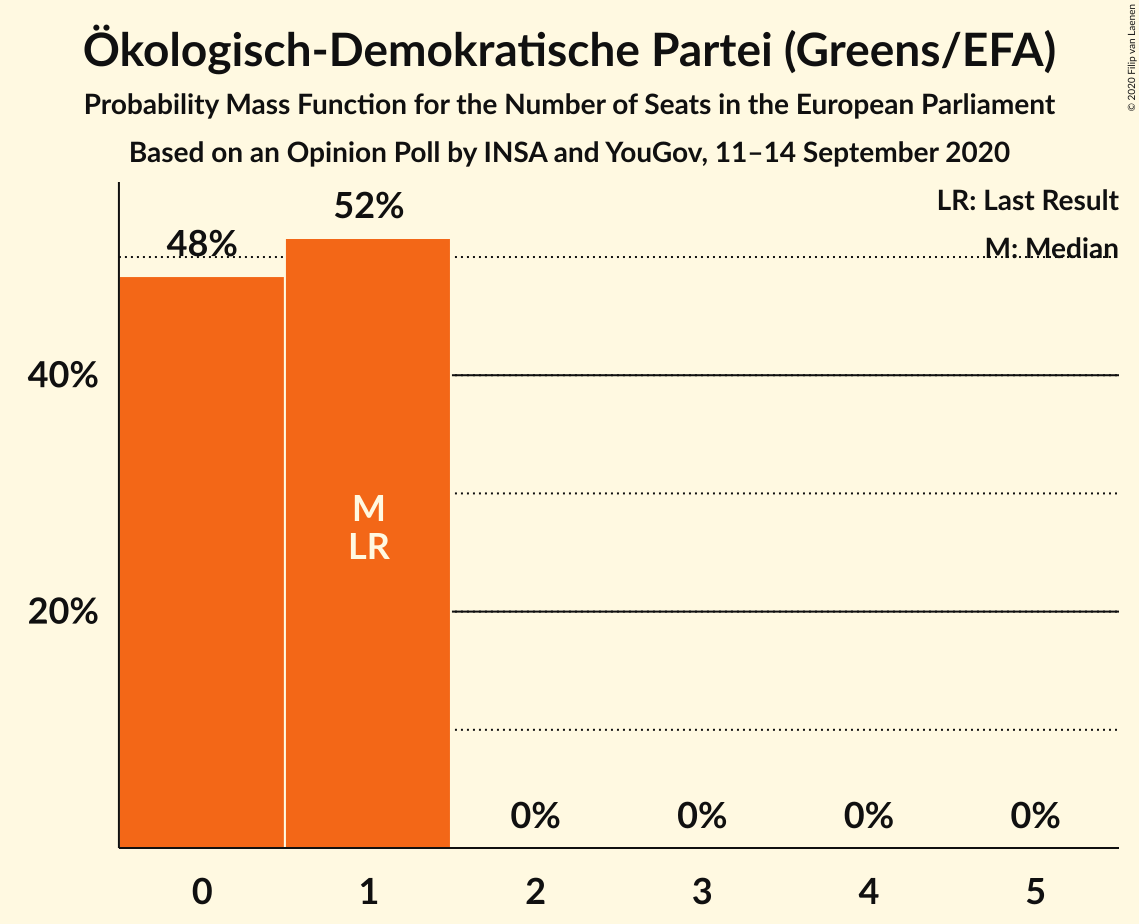 Ökologisch-Demokratische Partei (Greens/EFA)
Probability Mass Function for the Number of Seats in the European Parliament
Based on an Opinion Poll by INSA and YouGov, 11–14 September 2020
© 2020 Filip van Laenen
LR: Last Result
M: Median
52%
48%
40%
20%
M
LR
0% 0% 0% 0%
0 1 2 3 4 5